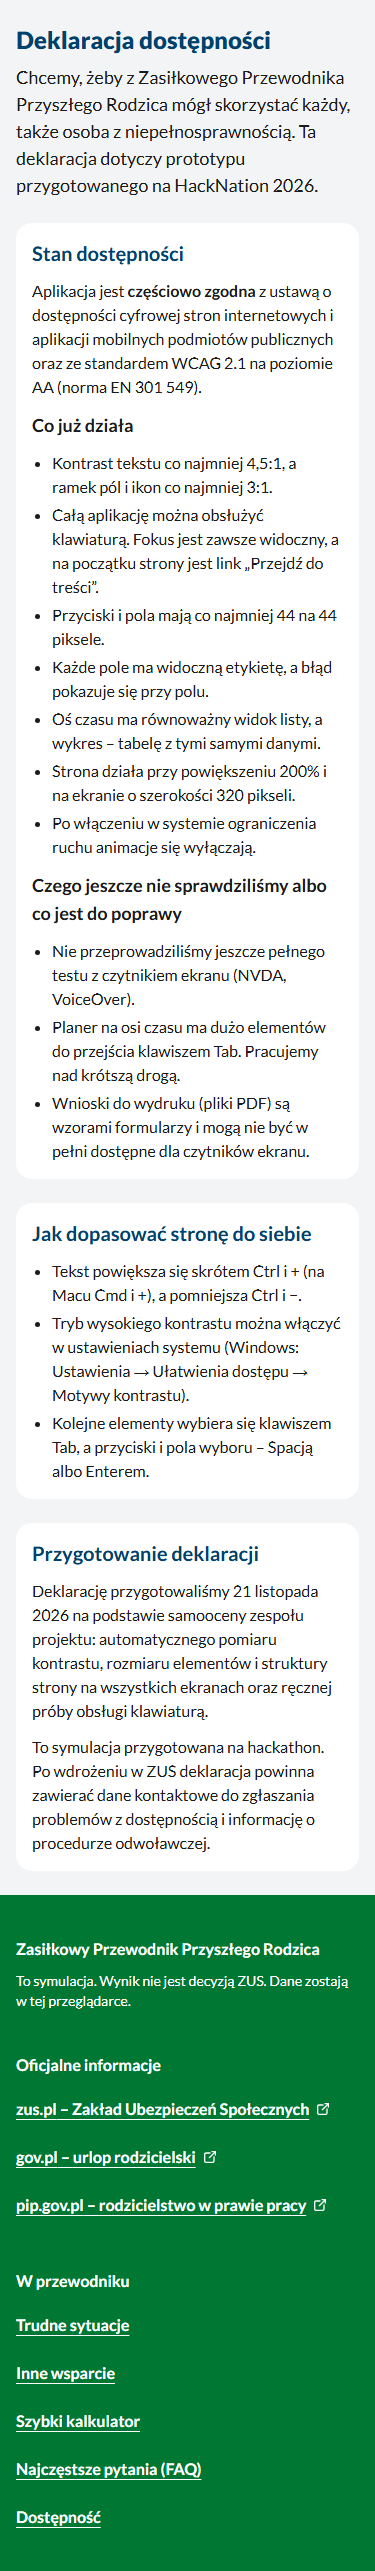 Deklaracja dostępności
Chcemy, żeby z Zasiłkowego Przewodnika
Przyszłego Rodzica mógł skorzystać każdy,
także osoba z niepełnosprawnością. Ta
deklaracja dotyczy prototypu
przygotowanego na HackNation 2026.
Stan dostępności
Aplikacja jest częściowo zgodna z ustawą o
dostępności cyfrowej stron internetowych i
aplikacji mobilnych podmiotów publicznych
oraz ze standardem WCAG 2.1 na poziomie
AA (norma EN 301 549).
Co już działa
• Kontrast tekstu co najmniej 4,5:1, a
ramek pól i ikon co najmniej 3:1.
• Całą aplikację można obsłużyć
klawiaturą. Fokus jest zawsze widoczny, a
na początku strony jest link „Przejdź do
treści”.
• Przyciski i pola mają co najmniej 44 na 44
piksele.
• Każde pole ma widoczną etykietę, a błąd
pokazuje się przy polu.
• Oś czasu ma równoważny widok listy, a
wykres – tabelę z tymi samymi danymi.
• Strona działa przy powiększeniu 200% i
na ekranie o szerokości 320 pikseli.
• Po włączeniu w systemie ograniczenia
ruchu animacje się wyłączają.
Czego jeszcze nie sprawdziliśmy albo
co jest do poprawy
• Nie przeprowadziliśmy jeszcze pełnego
testu z czytnikiem ekranu (NVDA,
VoiceOver).
• Planer na osi czasu ma dużo elementów
do przejścia klawiszem Tab. Pracujemy
nad krótszą drogą.
• Wnioski do wydruku (pliki PDF) są
wzorami formularzy i mogą nie być w
pełni dostępne dla czytników ekranu.
Jak dopasować stronę do siebie
• Tekst powiększa się skrótem Ctrl i + (na
Macu Cmd i +), a pomniejsza Ctrl i −.
• Tryb wysokiego kontrastu można włączyć
w ustawieniach systemu (Windows:
Ustawienia → Ułatwienia dostępu →
Motywy kontrastu).
• Kolejne elementy wybiera się klawiszem
Tab, a przyciski i pola wyboru – Spacją
albo Enterem.
Przygotowanie deklaracji
Deklarację przygotowaliśmy 21 listopada
2026 na podstawie samooceny zespołu
projektu: automatycznego pomiaru
kontrastu, rozmiaru elementów i struktury
strony na wszystkich ekranach oraz ręcznej
próby obsługi klawiaturą.
To symulacja przygotowana na hackathon.
Po wdrożeniu w ZUS deklaracja powinna
zawierać dane kontaktowe do zgłaszania
problemów z dostępnością i informację o
procedurze odwoławczej.
Zasiłkowy Przewodnik Przyszłego Rodzica
To symulacja. Wynik nie jest decyzją ZUS. Dane zostają
w tej przeglądarce.
Oficjalne informacje
zus.pl – Zakład Ubezpieczeń Społecznych
gov.pl – urlop rodzicielski
pip.gov.pl – rodzicielstwo w prawie pracy
W przewodniku
Trudne sytuacje
Inne wsparcie
Szybki kalkulator
Najczęstsze pytania (FAQ)
Dostępność